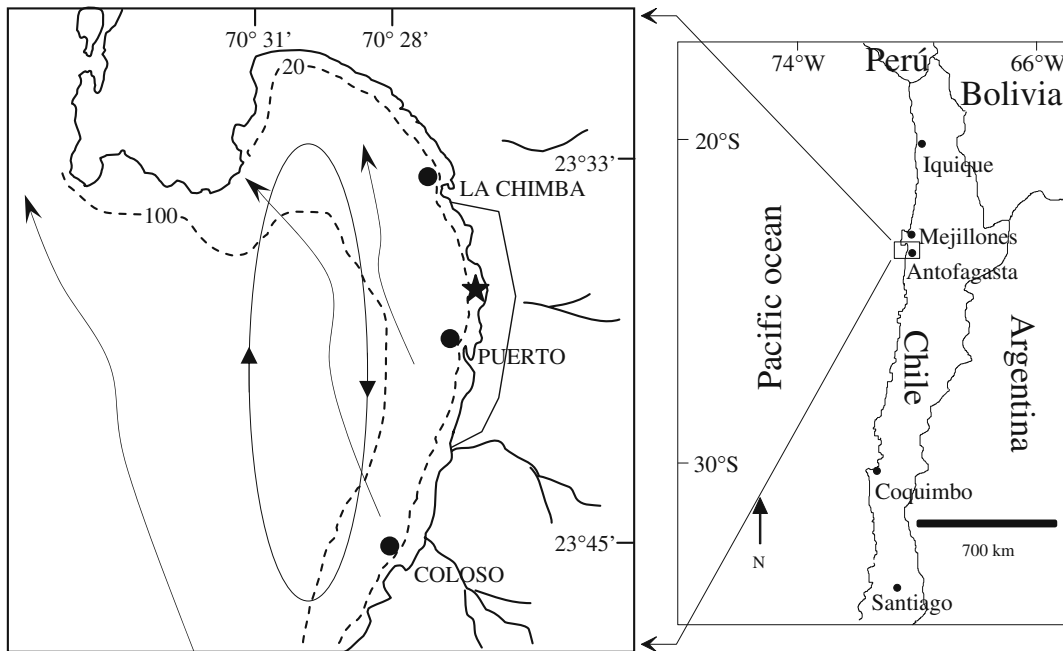 70° 31’
70° 28’
20
23°33’
LA CHIMBA
100
PUERTO
23°45’
COLOSO
74°W
66°W
Perú
Bolivia
20°S
Iquique
Mejillones
Antofagasta
Pacific ocean
Chile
Argentina
30°S
Coquimbo
N
700 km
Santiago